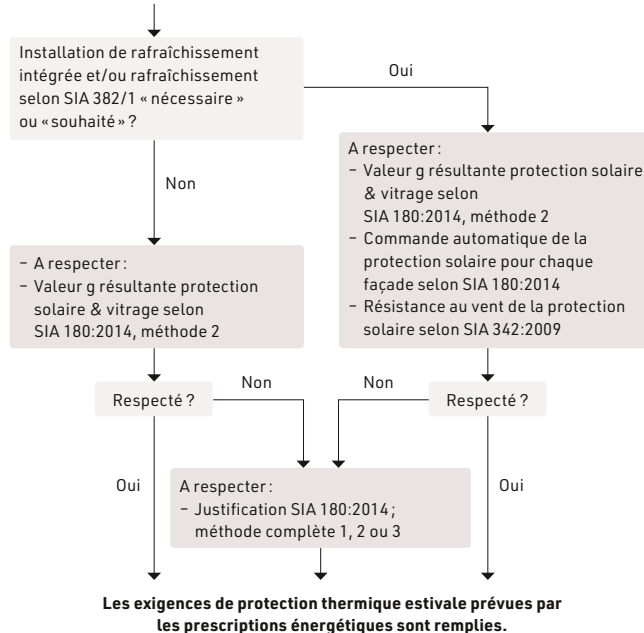 Installation de rafraîchissement
intégrée et/ou rafraîchissement
selon SIA 382/1 « nécessaire »
ou « souhaité » ?
Oui
Non
A respecter :
– Valeur g résultante protection solaire
& vitrage selon
SIA 180:2014, méthode 2
– Commande automatique de la
protection solaire pour chaque
façade selon SIA 180:2014
– Résistance au vent de la protection
solaire selon SIA 342:2009
– A respecter :
– Valeur g résultante protection
solaire & vitrage selon
SIA 180:2014, méthode 2
Respecté ?
Non
Non
Respecté ?
Oui
A respecter :
– Justification SIA 180:2014 ;
méthode complète 1, 2 ou 3
Oui
Les exigences de protection thermique estivale prévues par
les prescriptions énergétiques sont remplies.